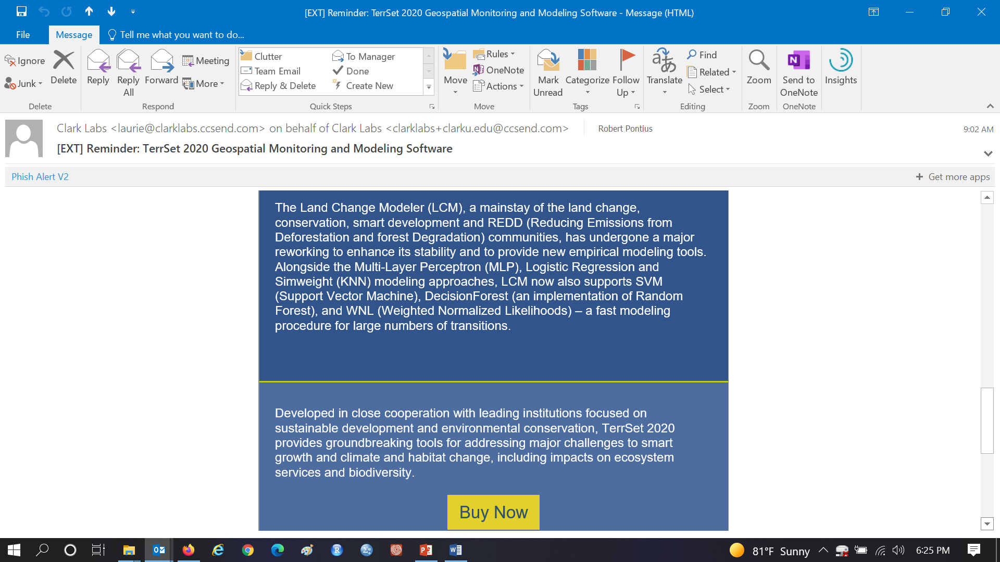 [EXT] Reminder: TerrSet 2020 Geospatial Monitoring and Modeling Software - Message (HTML)
File
Message
Tell me what you want to do...
Ignore
Junk
Delete
Delete
Reply
Reply All
Forward
Meeting
More
Respond
Clutter
Team Email
Reply & Delete
To Manager
Done
Create New
Quick Steps
Move
Rules
OneNote
Actions
Move
Mark Unread
Categorize
Follow Up
Tags
Translate
Find
Related
Select
Editing
Zoom
Zoom
Send to OneNote
OneNote
Insights
Clark Labs <laurie@clarklabs.ccsend.com> on behalf of Clark Labs <clarklabs+clarku.edu@ccsend.com>
Robert Pontius
9:02 AM
[EXT] Reminder: TerrSet 2020 Geospatial Monitoring and Modeling Software
Phish Alert V2
+ Get more apps
The Land Change Modeler (LCM), a mainstay of the land change,
conservation, smart development and REDD (Reducing Emissions from
Deforestation and forest Degradation) communities, has undergone a major
reworking to enhance its stability and to provide new empirical modeling tools.
Alongside the Multi-Layer Perceptron (MLP), Logistic Regression and
Simweight (KNN) modeling approaches, LCM now also supports SVM
(Support Vector Machine), DecisionForest (an implementation of Random
Forest), and WNL (Weighted Normalized Likelihoods) – a fast modeling
procedure for large numbers of transitions.
Developed in close cooperation with leading institutions focused on
sustainable development and environmental conservation, TerrSet 2020
provides groundbreaking tools for addressing major challenges to smart
growth and climate and habitat change, including impacts on ecosystem
services and biodiversity.
Buy Now
81°F Sunny
6:25 PM